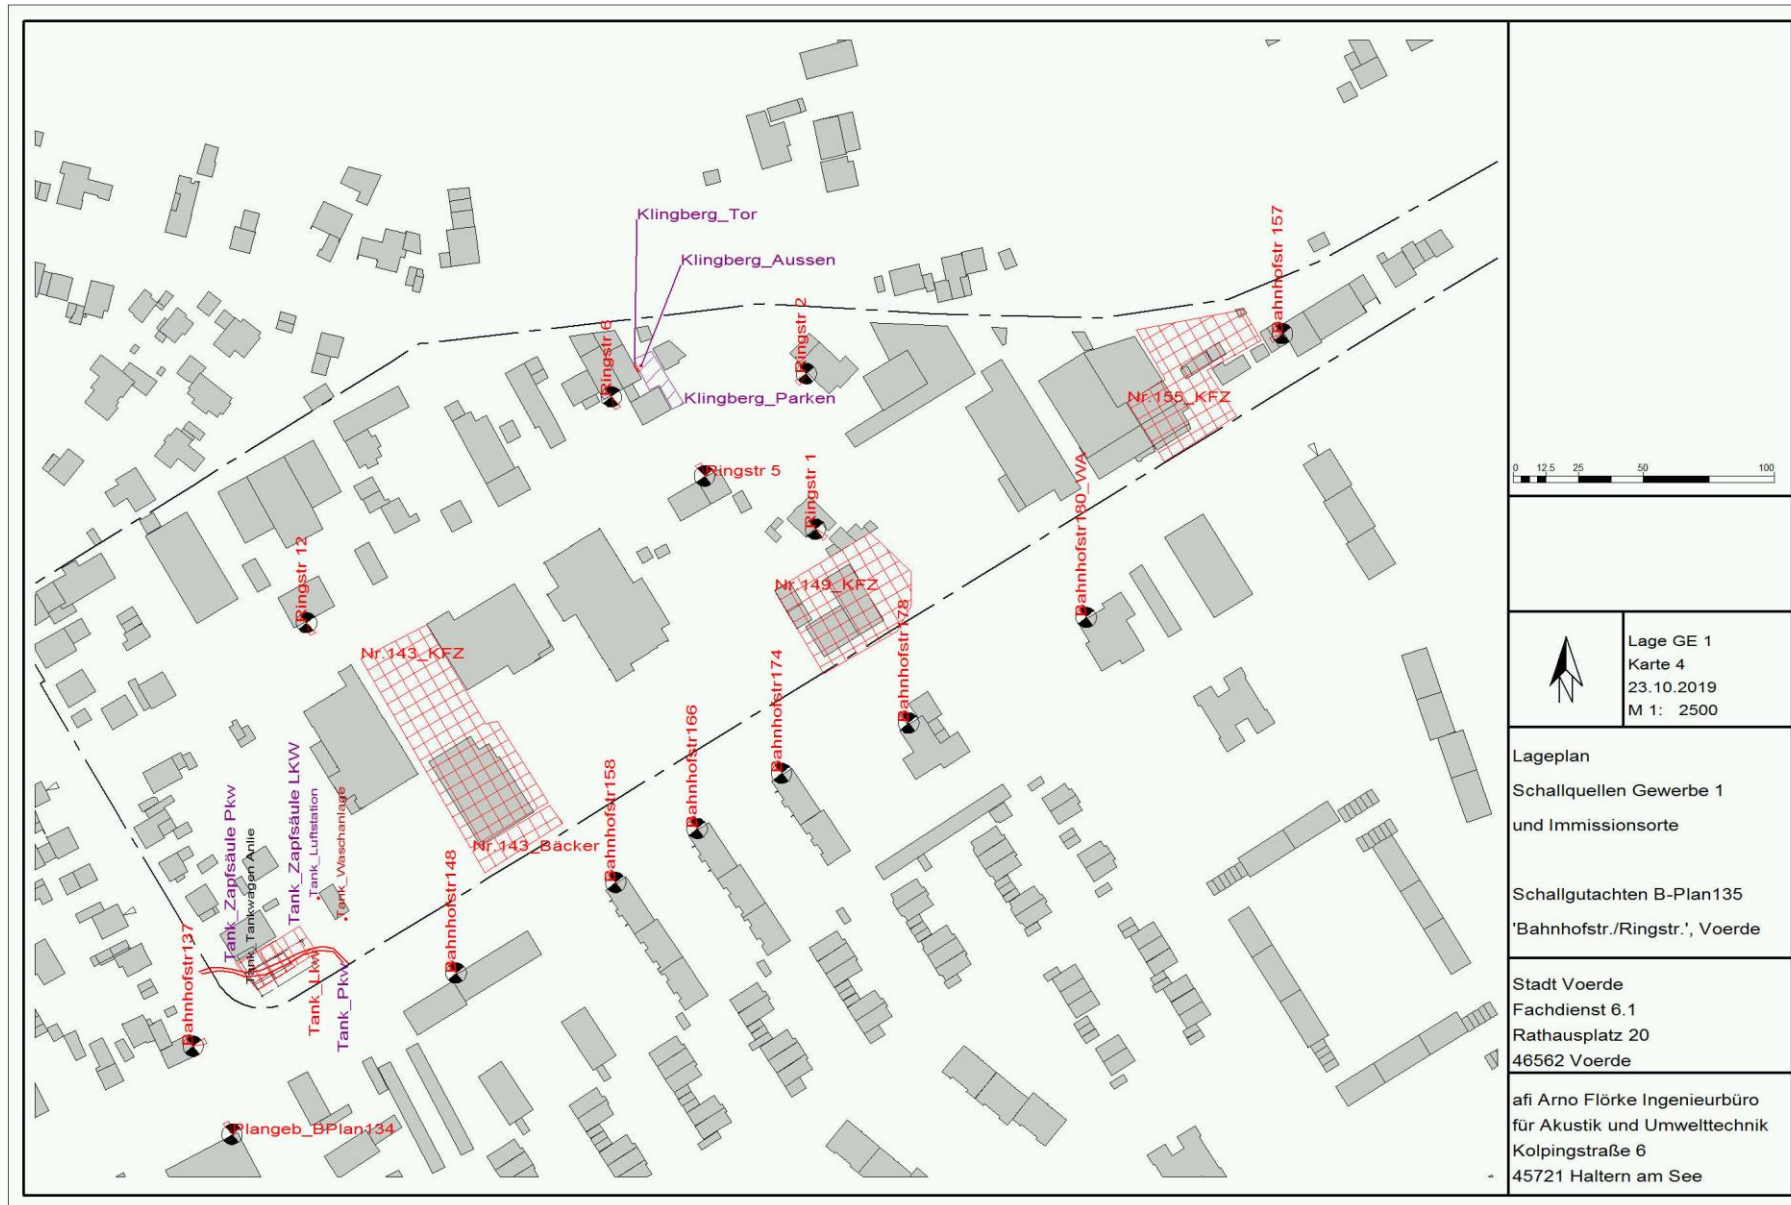 Klingberg_Tor
Klingberg_Aussen
Bahnhofstr 157
Ringstr 6
Ringstr 2
Klingberg_Parken
Nr.155_KFZ
Ringstr 5
Ringstr 1
Bahnhofstr180_WA
Ringstr 12
Nr.149_KFZ
Bahnhofstr178
Nr.143_KFZ
Bahnhofstr174
Bahnhofstr166
Bahnhofstr158
Nr.143_Bäcker
Bahnhofstr148
Tank_Zapfsäule Pkw
Tank_Tankwagen Anlie
Tank_Zapfsäule LKW
Tank_Luftstation
Tank_Waschanlage
Bahnhofstr137
Tank_Lkw
Tank_Pkw
Plangeb_BPlan134
0 12,5 25 50 100
Lage GE 1
Karte 4
23.10.2019
M 1: 2500
Lageplan
Schallquellen Gewerbe 1
und Immissionsorte
Schallgutachten B-Plan135
'Bahnhofstr./Ringstr.', Voerde
Stadt Voerde
Fachdienst 6.1
Rathausplatz 20
46562 Voerde
afi Arno Flörke Ingenieurbüro
für Akustik und Umwelttechnik
Kolpingstraße 6
45721 Haltern am See